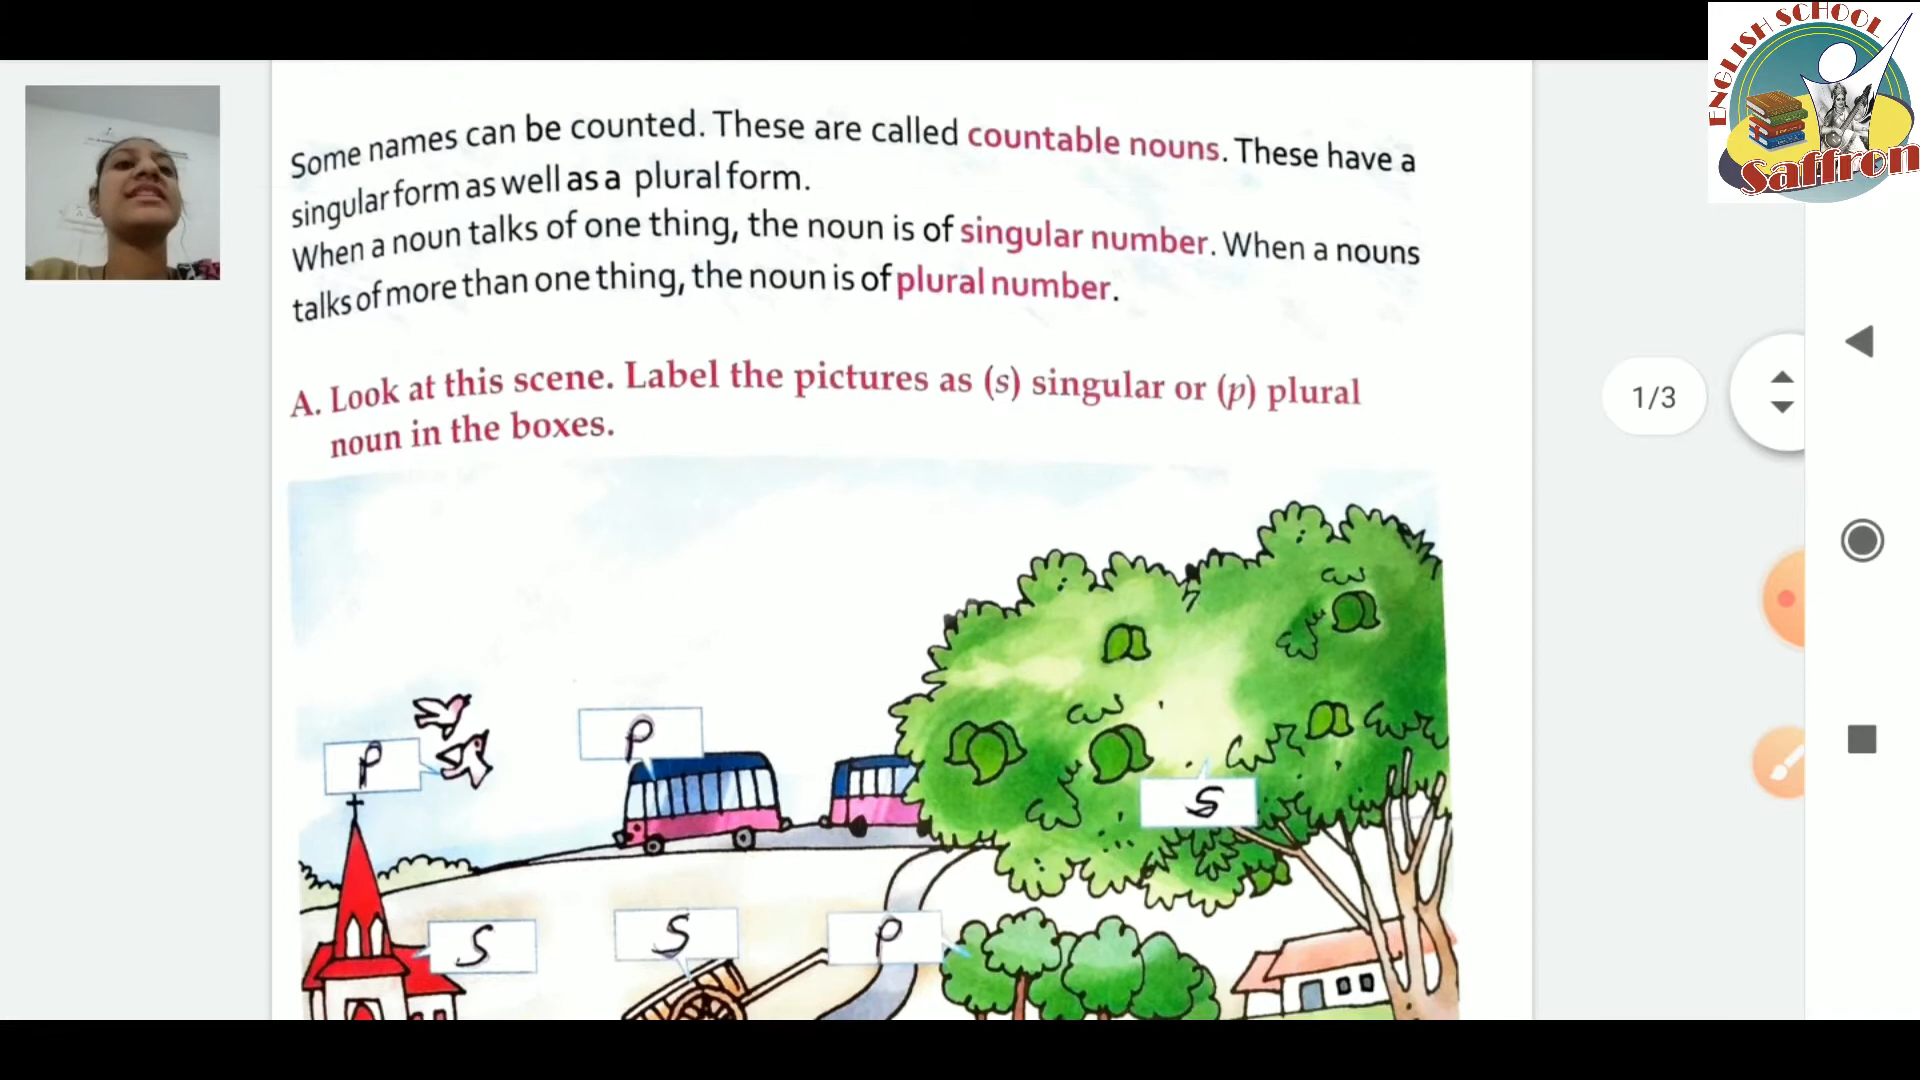 ENGLISH SCHOOL
Saffron
Some names can be counted. These are called countable nouns. These have a
singular form as well as a plural form.
When a noun talks of one thing, the noun is of singular number. When a nouns
talks of more than one thing, the noun is of plural number.
A. Look at this scene. Label the pictures as (s) singular or (p) plural
noun in the boxes.
1/3
P
P
S
S
S
P